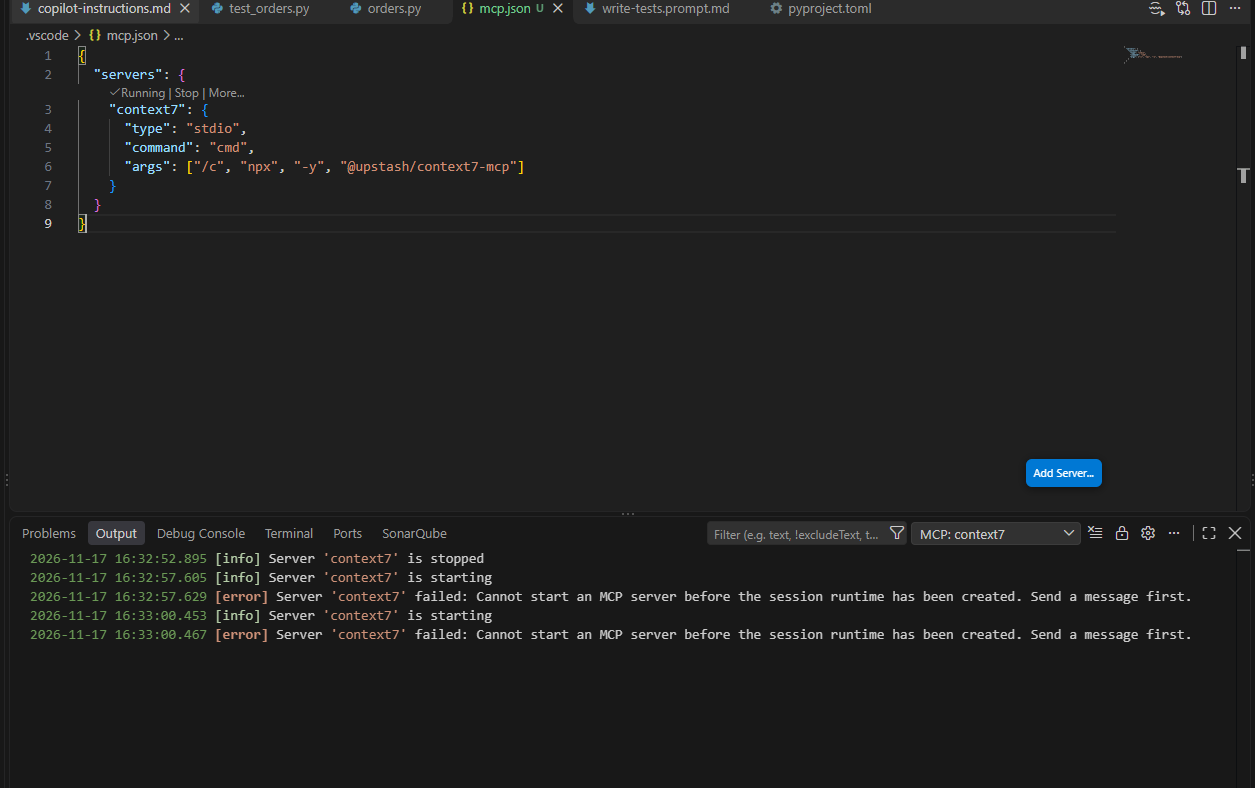 copilot-instructions.md test_orders.py orders.py {} mcp.json U write-tests.prompt.md pyproject.toml
.vscode > {} mcp.json > ...
1 {
2 "servers": {
✓Running | Stop | More...
3 "context7": {
4 "type": "stdio",
5 "command": "cmd",
6 "args": ["/c", "npx", "-y", "@upstash/context7-mcp"]
7 }
8 }
9 }
Add Server...
Problems Output Debug Console Terminal Ports SonarQube Filter (e.g. text, !excludeText, t... MCP: context7
2026-11-17 16:32:52.895 [info] Server 'context7' is stopped
2026-11-17 16:32:57.605 [info] Server 'context7' is starting
2026-11-17 16:32:57.629 [error] Server 'context7' failed: Cannot start an MCP server before the session runtime has been created. Send a message first.
2026-11-17 16:33:00.453 [info] Server 'context7' is starting
2026-11-17 16:33:00.467 [error] Server 'context7' failed: Cannot start an MCP server before the session runtime has been created. Send a message first.